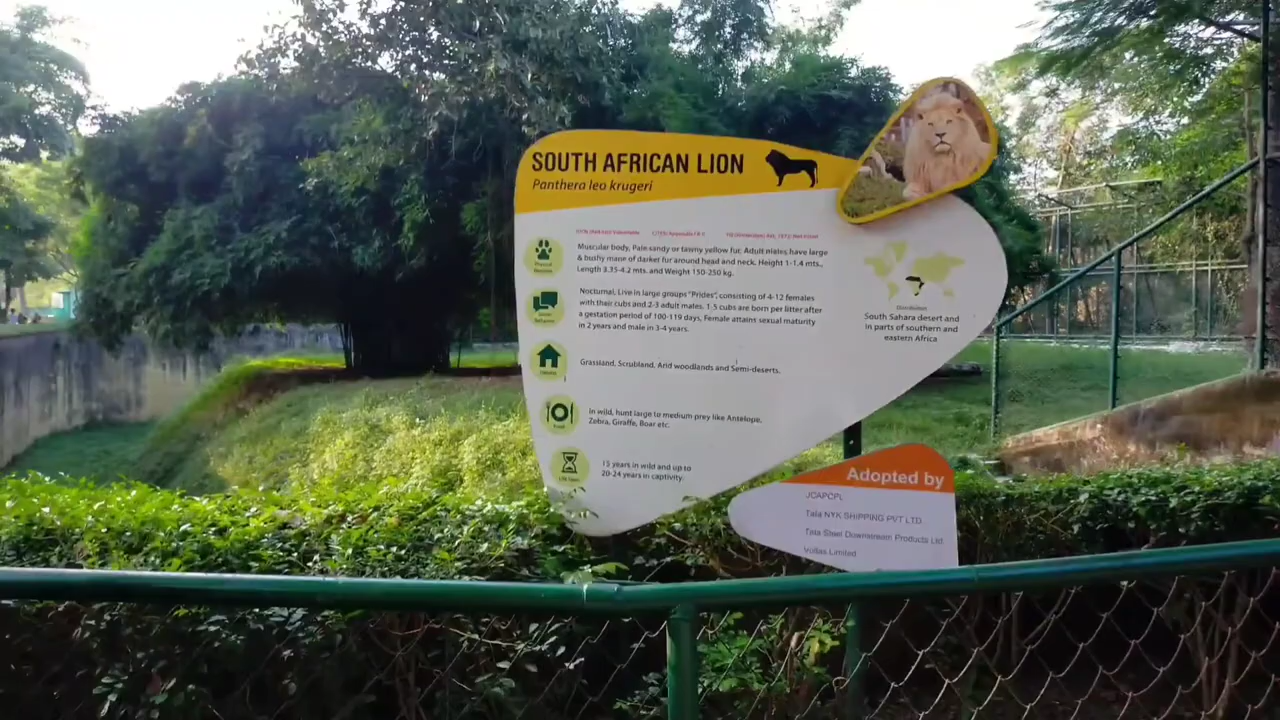 SOUTH AFRICAN LION
Panthera leo krugeri
Muscular body, Pale sandy or tawny yellow fur. Adult males have large
& bushy mane of darker fur around head and neck. Height 1-1.4 mts.,
Length 3.35-4.2 mts. and Weight 150-250 kg.
Nocturnal, Live in large groups "Prides", consisting of 4-12 females
with their cubs and 2-3 adult males. 1-5 cubs are born per litter after
a gestation period of 100-119 days, Female attains sexual maturity
in 2 years and male in 3-4 years.
Grassland, Scrubland, Arid woodlands and Semi-deserts.
In wild, hunt large to medium prey like Antelope,
Zebra, Giraffe, Boar etc.
15 years in wild and up to
20-24 years in captivity.
Distribution
South Sahara desert and
in parts of southern and
eastern Africa
Adopted by
JCAPCPL
Tata NYK SHIPPING PVT LTD.
Tata Steel Downstream Products Ltd.
Voltas Limited